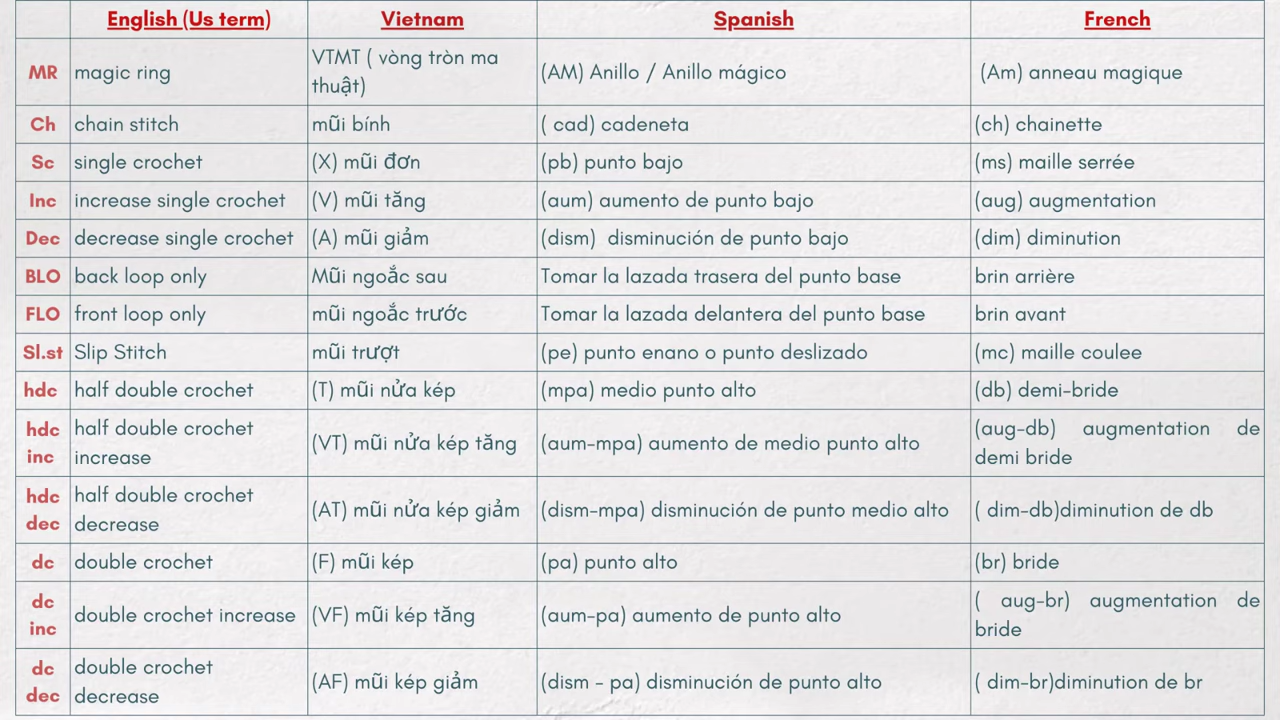 English (Us term) Vietnam Spanish French
MR magic ring VTMT ( vòng tròn ma thuật) (AM) Anillo / Anillo mágico (Am) anneau magique
Ch chain stitch mũi bính ( cad) cadeneta (ch) chainette
Sc single crochet (X) mũi đơn (pb) punto bajo (ms) maille serrée
Inc increase single crochet (V) mũi tăng (aum) aumento de punto bajo (aug) augmentation
Dec decrease single crochet (A) mũi giảm (dism) disminución de punto bajo (dim) diminution
BLO back loop only Mũi ngoắc sau Tomar la lazada trasera del punto base brin arrière
FLO front loop only mũi ngoắc trước Tomar la lazada delantera del punto base brin avant
Sl.st Slip Stitch mũi trượt (pe) punto enano o punto deslizado (mc) maille coulee
hdc half double crochet (T) mũi nửa kép (mpa) medio punto alto (db) demi-bride
hdc inc half double crochet increase (VT) mũi nửa kép tăng (aum-mpa) aumento de medio punto alto (aug-db) augmentation de demi bride
hdc dec half double crochet decrease (AT) mũi nửa kép giảm (dism-mpa) disminución de punto medio alto ( dim-db)diminution de db
dc double crochet (F) mũi kép (pa) punto alto (br) bride
dc inc double crochet increase (VF) mũi kép tăng (aum-pa) aumento de punto alto ( aug-br) augmentation de bride
dc dec double crochet decrease (AF) mũi kép giảm (dism - pa) disminución de punto alto ( dim-br)diminution de br